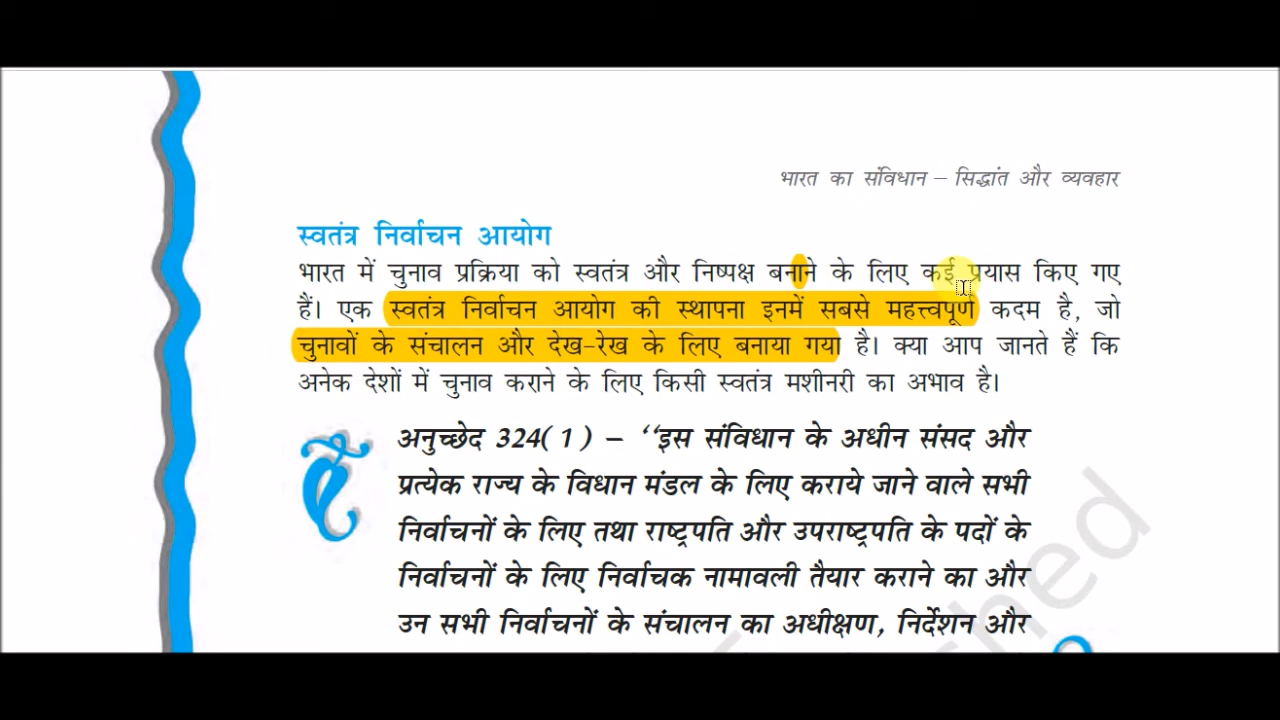 भारत का संविधान – सिद्धांत और व्यवहार
स्वतंत्र निर्वाचन आयोग
भारत में चुनाव प्रक्रिया को स्वतंत्र और निष्पक्ष बनाने के लिए कई प्रयास किए गए
हैं। एक स्वतंत्र निर्वाचन आयोग की स्थापना इनमें सबसे महत्त्वपूर्ण कदम है, जो
चुनावों के संचालन और देख-रेख के लिए बनाया गया है। क्या आप जानते हैं कि
अनेक देशों में चुनाव कराने के लिए किसी स्वतंत्र मशीनरी का अभाव है।
अनुच्छेद 324(1) – ‘‘इस संविधान के अधीन संसद और
प्रत्येक राज्य के विधान मंडल के लिए कराये जाने वाले सभी
निर्वाचनों के लिए तथा राष्ट्रपति और उपराष्ट्रपति के पदों के
निर्वाचनों के लिए निर्वाचक नामावली तैयार कराने का और
उन सभी निर्वाचनों के संचालन का अधीक्षण, निर्देशन और